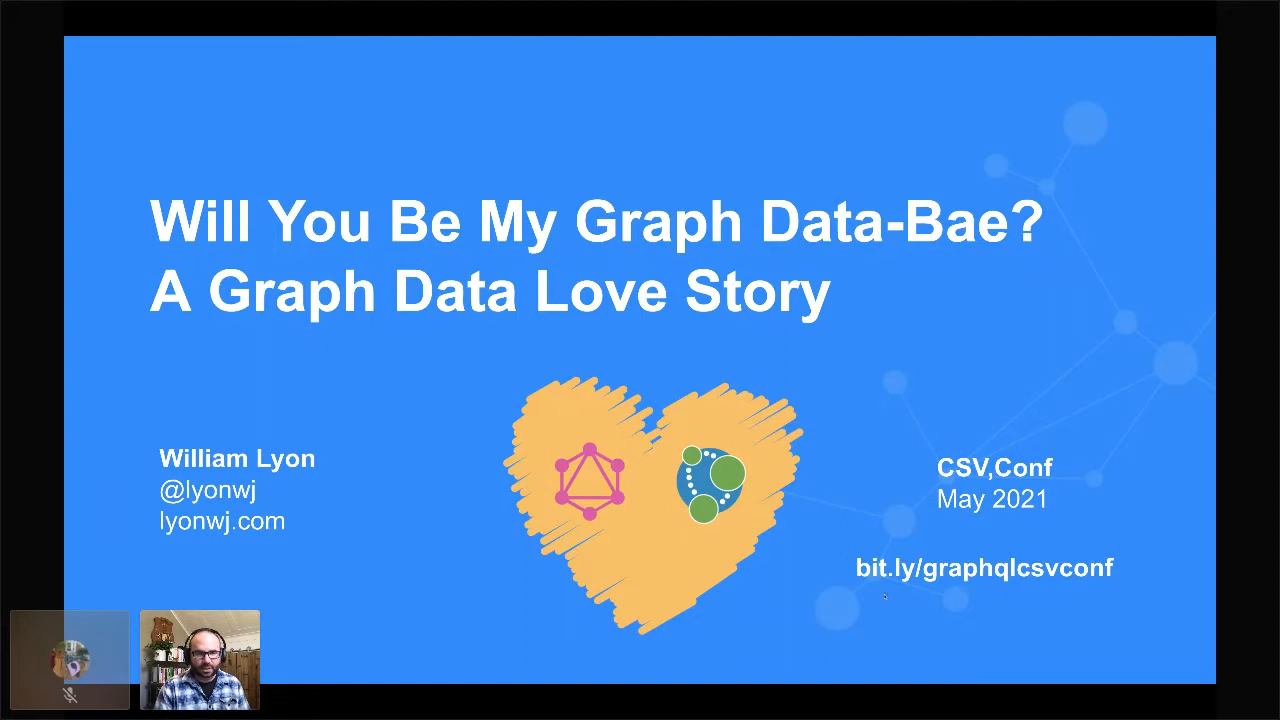 Will You Be My Graph Data-Bae?
A Graph Data Love Story
William Lyon
@lyonwj
lyonwj.com
CSV,Conf
May 2021
bit.ly/graphqlcsvconf